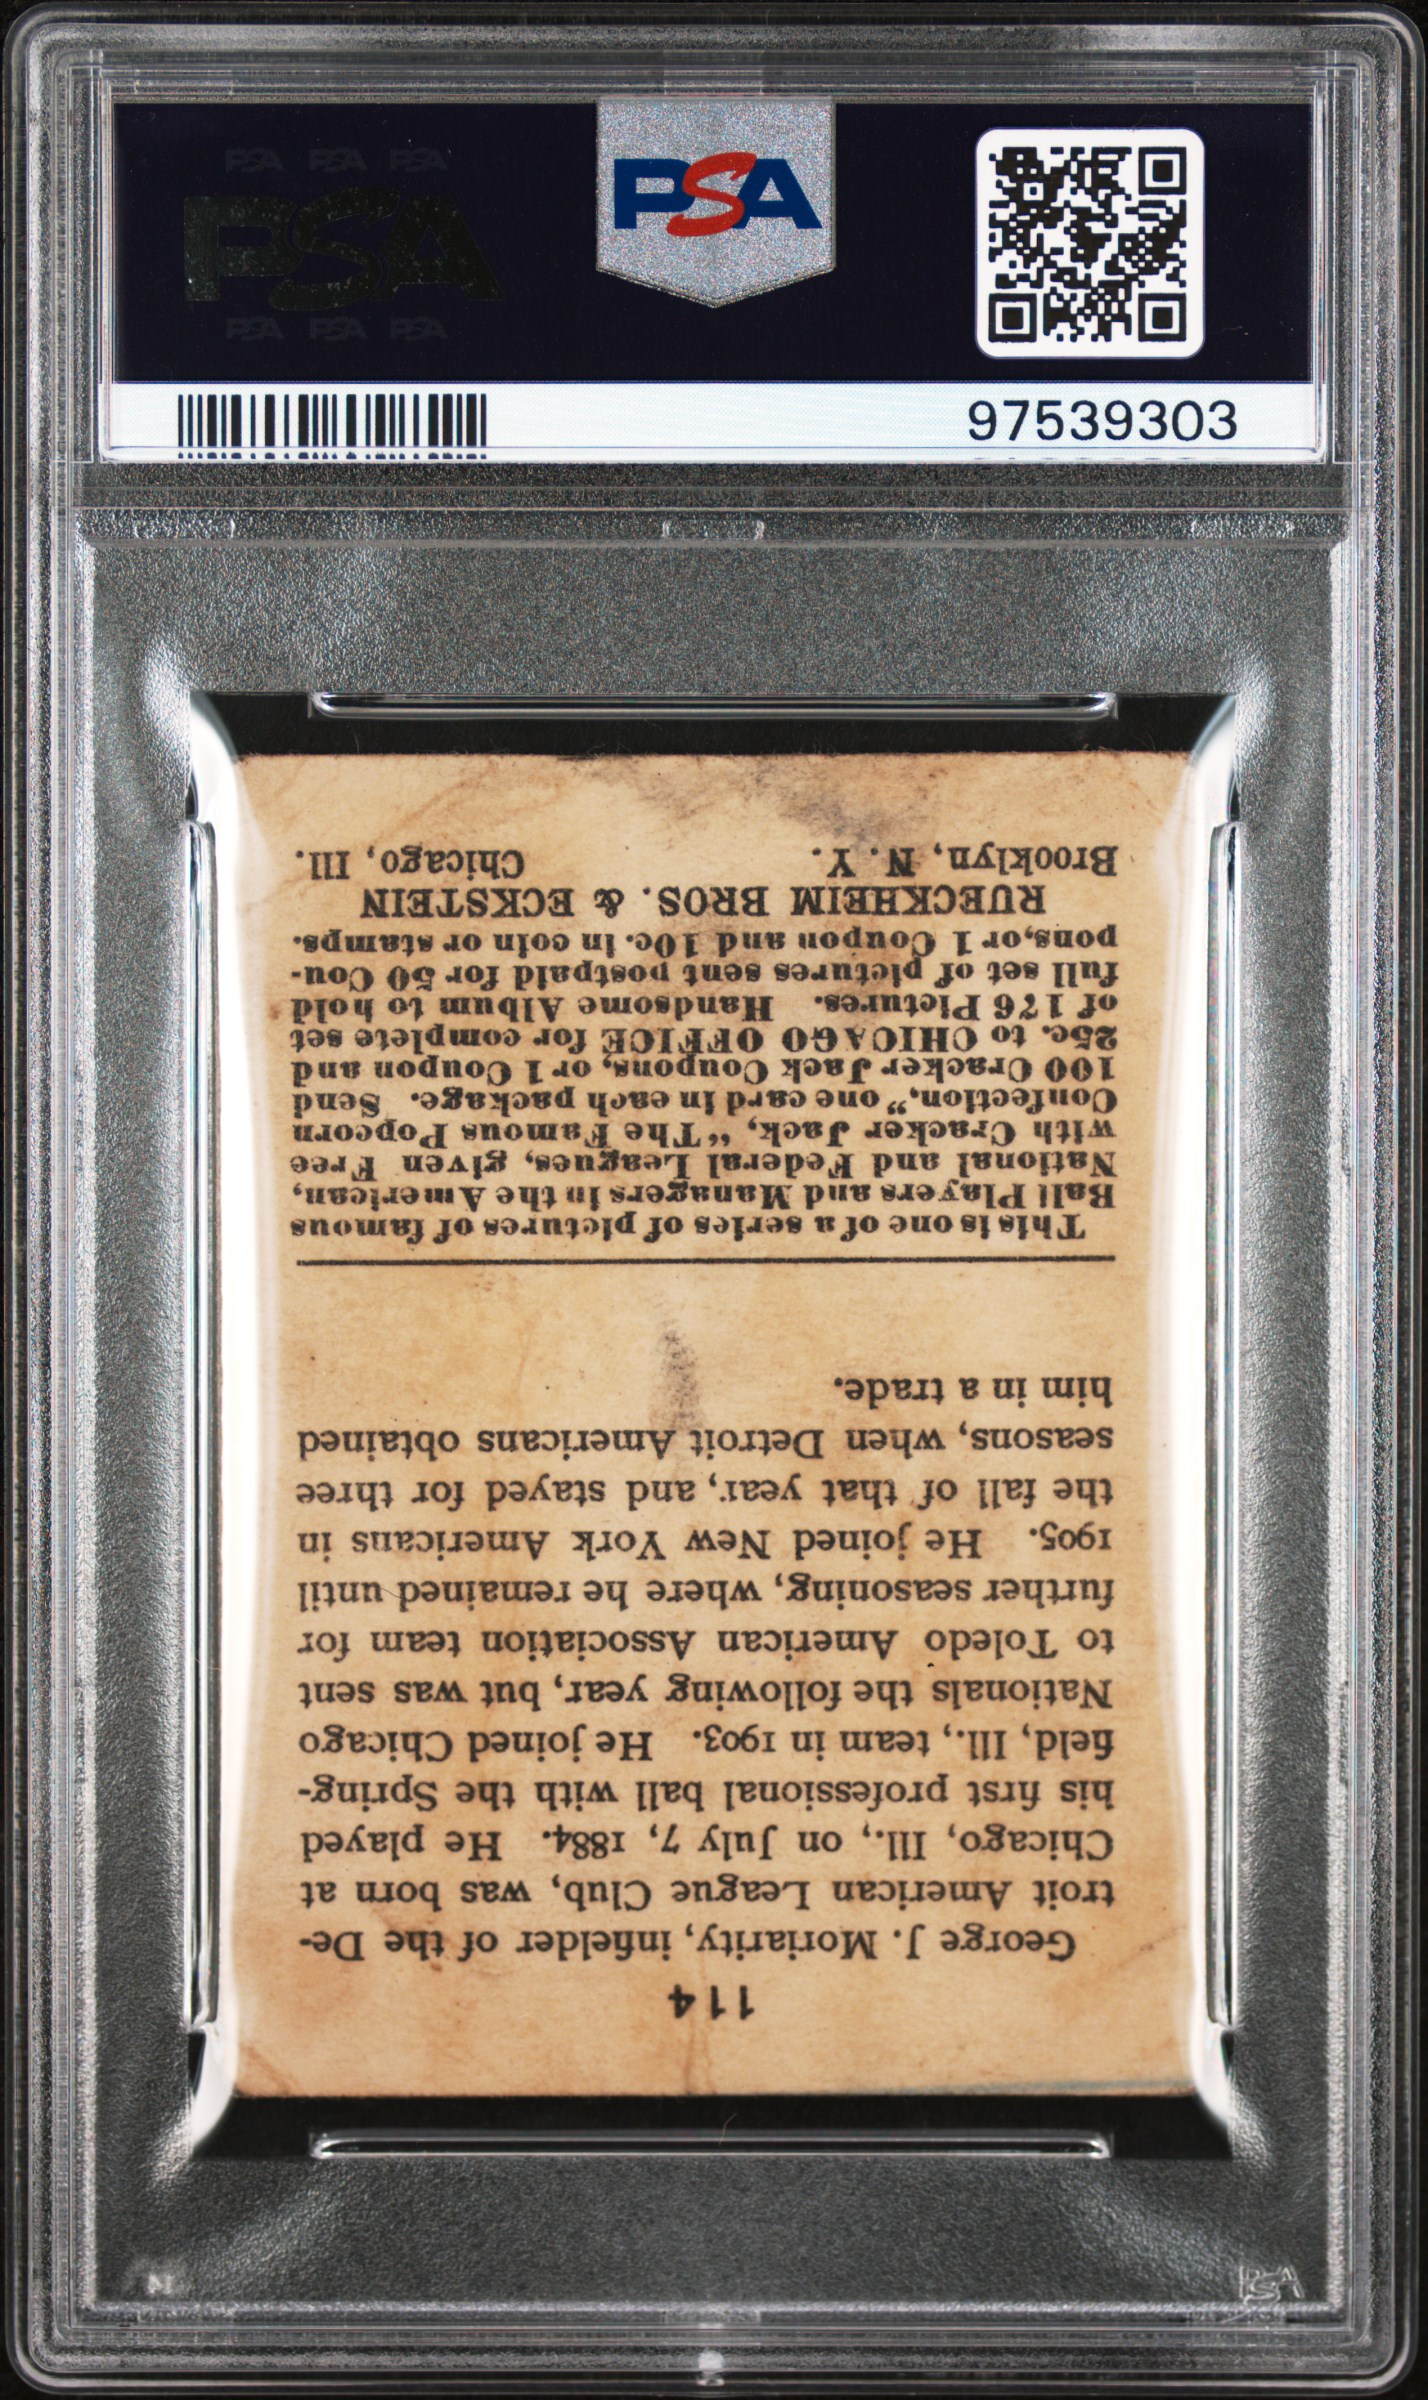 PSA PSA PSA
PSA
PSA PSA PSA
PSA
97539303
114
George J. Moriarity, infielder of the De-
troit American League Club, was born at
Chicago, Ill., on July 7, 1884. He played
his first professional ball with the Spring-
field, Ill., team in 1903. He joined Chicago
Nationals the following year, but was sent
to Toledo American Association team for
further seasoning, where he remained until
1905. He joined New York Americans in
the fall of that year, and stayed for three
seasons, when Detroit Americans obtained
him in a trade.
This is one of a series of pictures of famous
Ball Players and Managers in the American,
National and Federal Leagues, given Free
with Cracker Jack, “The Famous Popcorn
Confection,” one card in each package. Send
100 Cracker Jack Coupons, or 1 Coupon and
25c. to CHICAGO OFFICE for complete set
of 176 Pictures. Handsome Album to hold
full set of pictures sent postpaid for 50 Cou-
pons, or 1 Coupon and 10c. in coin or stamps.
RUECKHEIM BROS. & ECKSTEIN
Brooklyn, N. Y. Chicago, Ill.
PSA